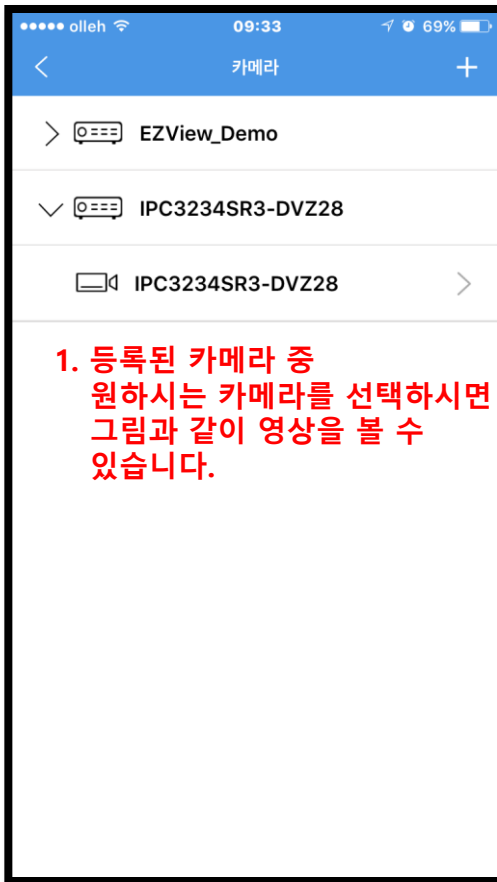 olleh 09:33 69%
카메라
EZView_Demo
IPC3234SR3-DVZ28
IPC3234SR3-DVZ28
1. 등록된 카메라 중
원하시는 카메라를 선택하시면
그림과 같이 영상을 볼 수
있습니다.